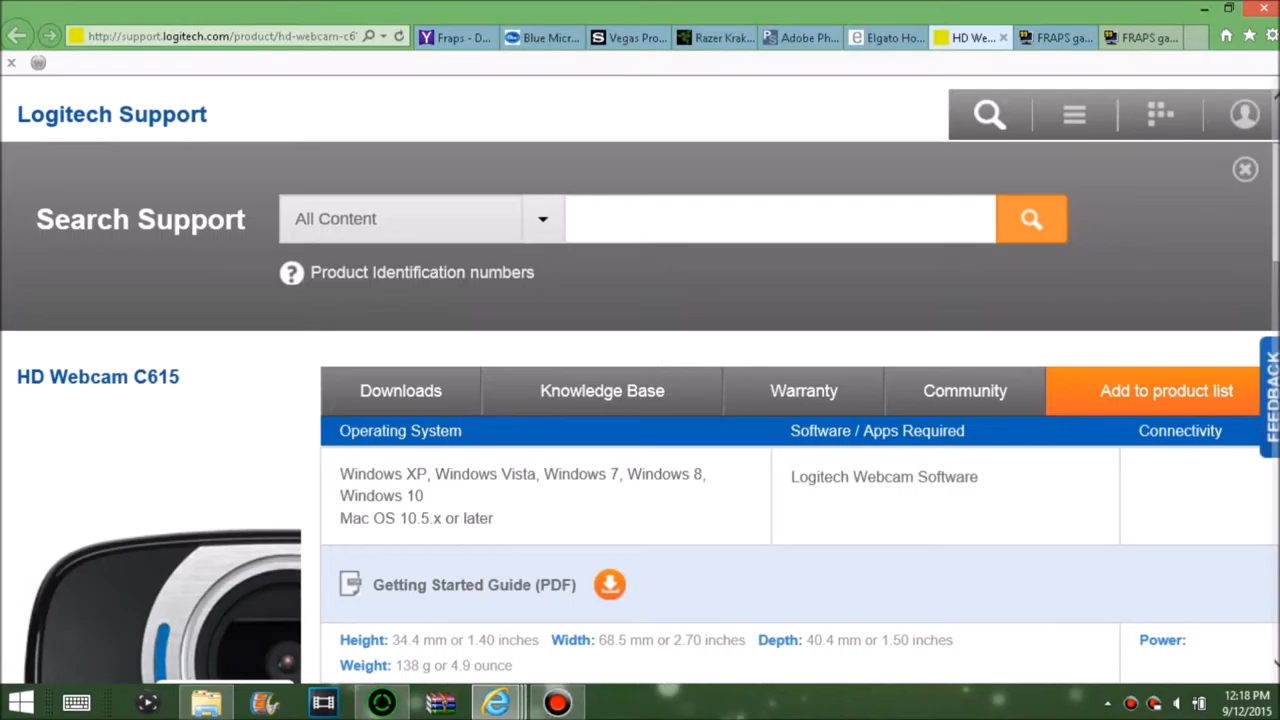 http://support.logitech.com/product/hd-webcam-c6
Fraps - D...
Blue Micr...
Vegas Pro...
Razer Krak...
Adobe Ph...
Elgato Ho...
HD We...
FRAPS ga...
FRAPS ga...
Logitech Support
Search Support
All Content
Product Identification numbers
HD Webcam C615
Downloads
Knowledge Base
Warranty
Community
Add to product list
FEEDBACK
Operating System
Software / Apps Required
Connectivity
Windows XP, Windows Vista, Windows 7, Windows 8,
Windows 10
Mac OS 10.5.x or later
Logitech Webcam Software
Getting Started Guide (PDF)
Height: 34.4 mm or 1.40 inches Width: 68.5 mm or 2.70 inches Depth: 40.4 mm or 1.50 inches
Weight: 138 g or 4.9 ounce
Power:
12:18 PM
9/12/2015